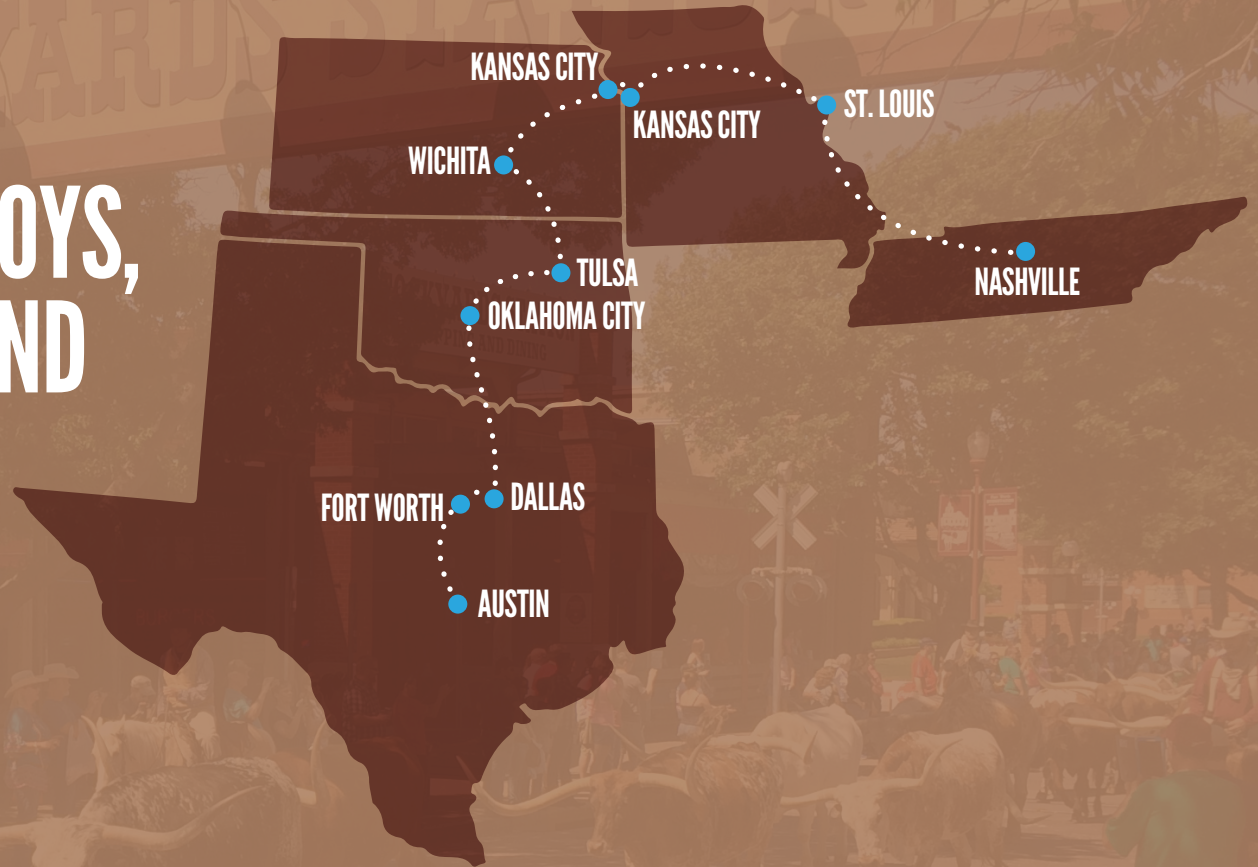 OYS,
ND
KANSAS CITY
KANSAS CITY
ST. LOUIS
WICHITA
TULSA
OKLAHOMA CITY
NASHVILLE
FORT WORTH
DALLAS
AUSTIN